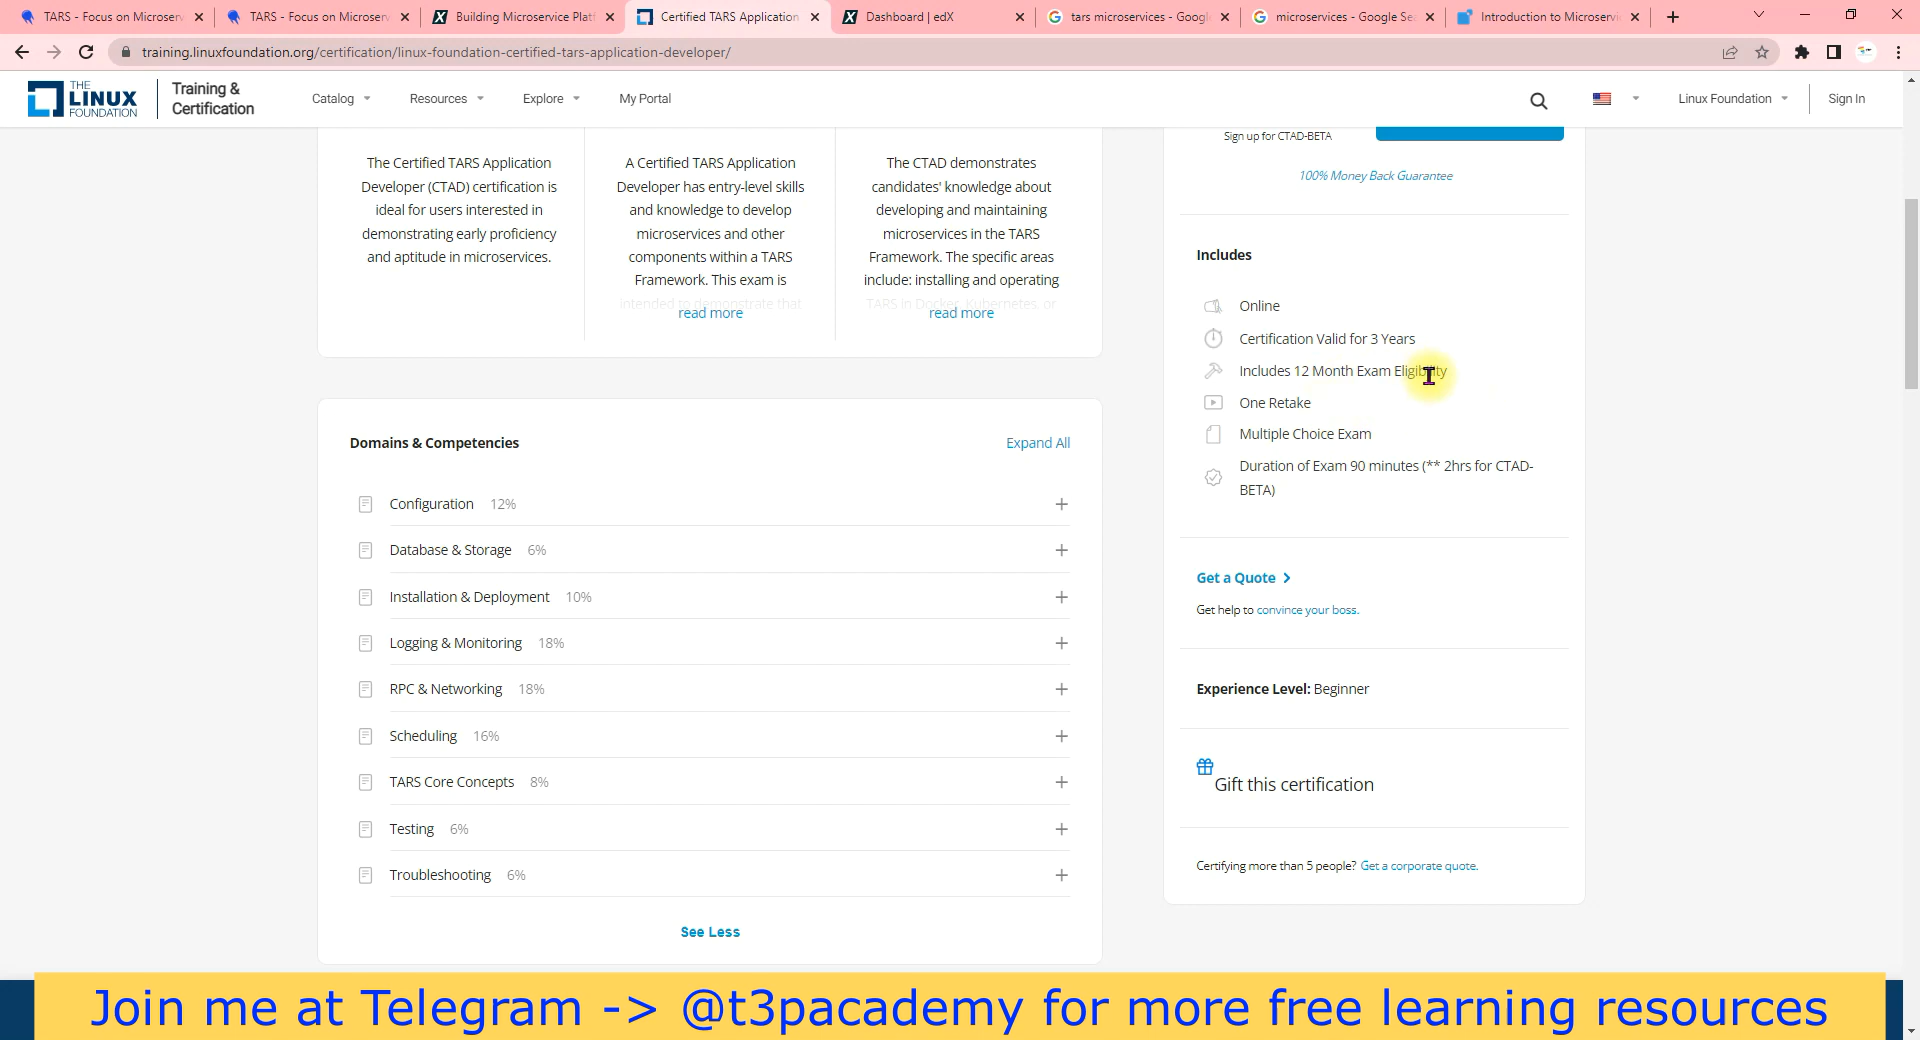 TARS - Focus on Microserv
TARS - Focus on Microserv
Building Microservice Platf
Certified TARS Application
Dashboard | edX
tars microservices - Googl
microservices - Google Se
Introduction to Microservi
training.linuxfoundation.org/certification/linux-foundation-certified-tars-application-developer/
THE
LINUX
FOUNDATION
Training &
Certification
Catalog
Resources
Explore
My Portal
Linux Foundation
Sign In
The Certified TARS Application
Developer (CTAD) certification is
ideal for users interested in
demonstrating early proficiency
and aptitude in microservices.
A Certified TARS Application
Developer has entry-level skills
and knowledge to develop
microservices and other
components within a TARS
Framework. This exam is
intended to demonstrate that
read more
The CTAD demonstrates
candidates' knowledge about
developing and maintaining
microservices in the TARS
Framework. The specific areas
include: installing and operating
TARS in Docker, Kubernetes, or
read more
Domains & Competencies
Expand All
Configuration 12%
Database & Storage 6%
Installation & Deployment 10%
Logging & Monitoring 18%
RPC & Networking 18%
Scheduling 16%
TARS Core Concepts 8%
Testing 6%
Troubleshooting 6%
See Less
Sign up for CTAD-BETA
100% Money Back Guarantee
Includes
Online
Certification Valid for 3 Years
Includes 12 Month Exam Eligibility
One Retake
Multiple Choice Exam
Duration of Exam 90 minutes (** 2hrs for CTAD-
BETA)
Get a Quote
Get help to convince your boss.
Experience Level: Beginner
Gift this certification
Certifying more than 5 people? Get a corporate quote.
Join me at Telegram -> @t3pacademy for more free learning resources